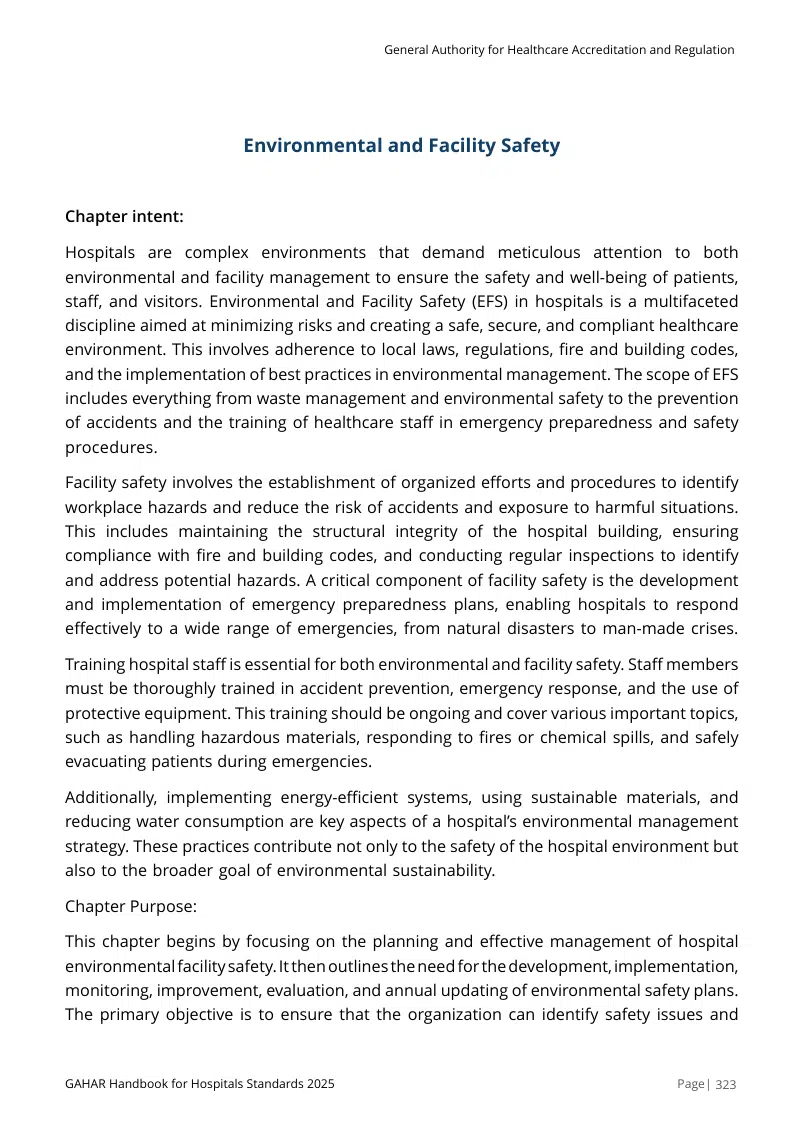 General Authority for Healthcare Accreditation and Regulation
Environmental and Facility Safety
Chapter intent:
Hospitals are complex environments that demand meticulous attention to both
environmental and facility management to ensure the safety and well-being of patients,
staff, and visitors. Environmental and Facility Safety (EFS) in hospitals is a multifaceted
discipline aimed at minimizing risks and creating a safe, secure, and compliant healthcare
environment. This involves adherence to local laws, regulations, fire and building codes,
and the implementation of best practices in environmental management. The scope of EFS
includes everything from waste management and environmental safety to the prevention
of accidents and the training of healthcare staff in emergency preparedness and safety
procedures.
Facility safety involves the establishment of organized efforts and procedures to identify
workplace hazards and reduce the risk of accidents and exposure to harmful situations.
This includes maintaining the structural integrity of the hospital building, ensuring
compliance with fire and building codes, and conducting regular inspections to identify
and address potential hazards. A critical component of facility safety is the development
and implementation of emergency preparedness plans, enabling hospitals to respond
effectively to a wide range of emergencies, from natural disasters to man-made crises.
Training hospital staff is essential for both environmental and facility safety. Staff members
must be thoroughly trained in accident prevention, emergency response, and the use of
protective equipment. This training should be ongoing and cover various important topics,
such as handling hazardous materials, responding to fires or chemical spills, and safely
evacuating patients during emergencies.
Additionally, implementing energy-efficient systems, using sustainable materials, and
reducing water consumption are key aspects of a hospital’s environmental management
strategy. These practices contribute not only to the safety of the hospital environment but
also to the broader goal of environmental sustainability.
Chapter Purpose:
This chapter begins by focusing on the planning and effective management of hospital
environmental facility safety. It then outlines the need for the development, implementation,
monitoring, improvement, evaluation, and annual updating of environmental safety plans.
The primary objective is to ensure that the organization can identify safety issues and
GAHAR Handbook for Hospitals Standards 2025
Page| 323